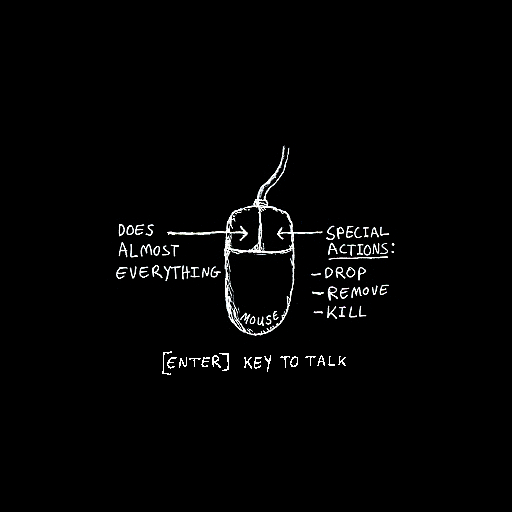 DOES
ALMOST
EVERYTHING
SPECIAL
ACTIONS:
-DROP
-REMOVE
-KILL
MOUSE
[ENTER] KEY TO TALK